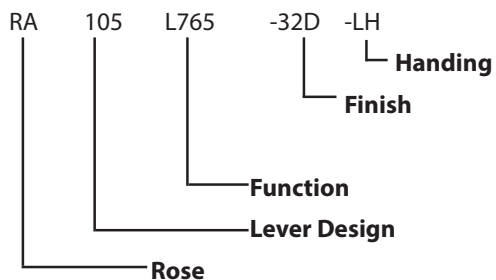 RA 105 L765 -32D -LH
Handing
Finish
Function
Lever Design
Rose